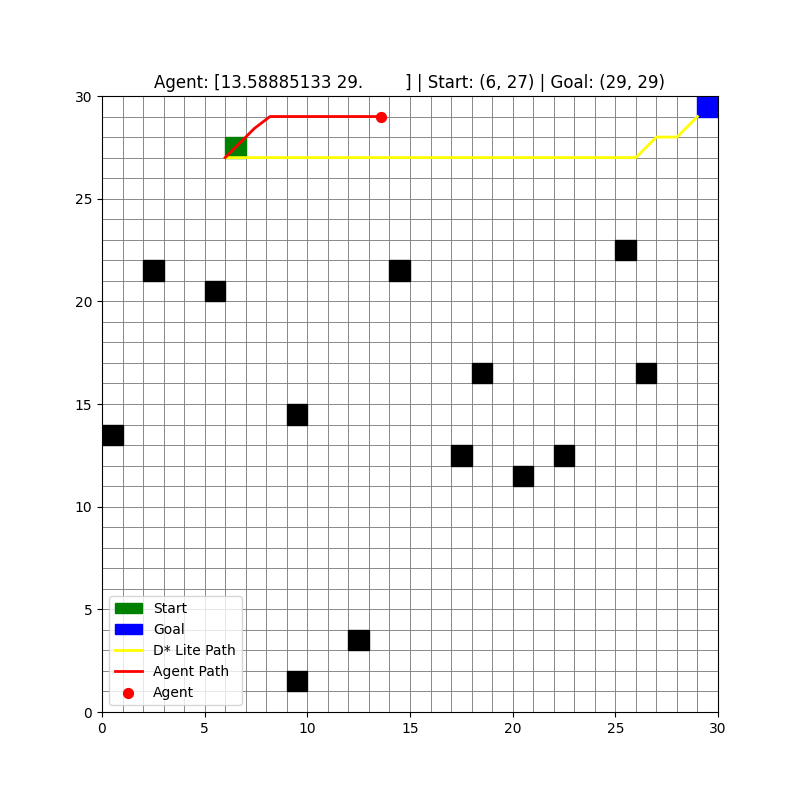 Agent: [13.58885133 29.        ] | Start: (6, 27) | Goal: (29, 29)
30
25
20
15
10
5
0
Start
Goal
D* Lite Path
Agent Path
Agent
0 5 10 15 20 25 30